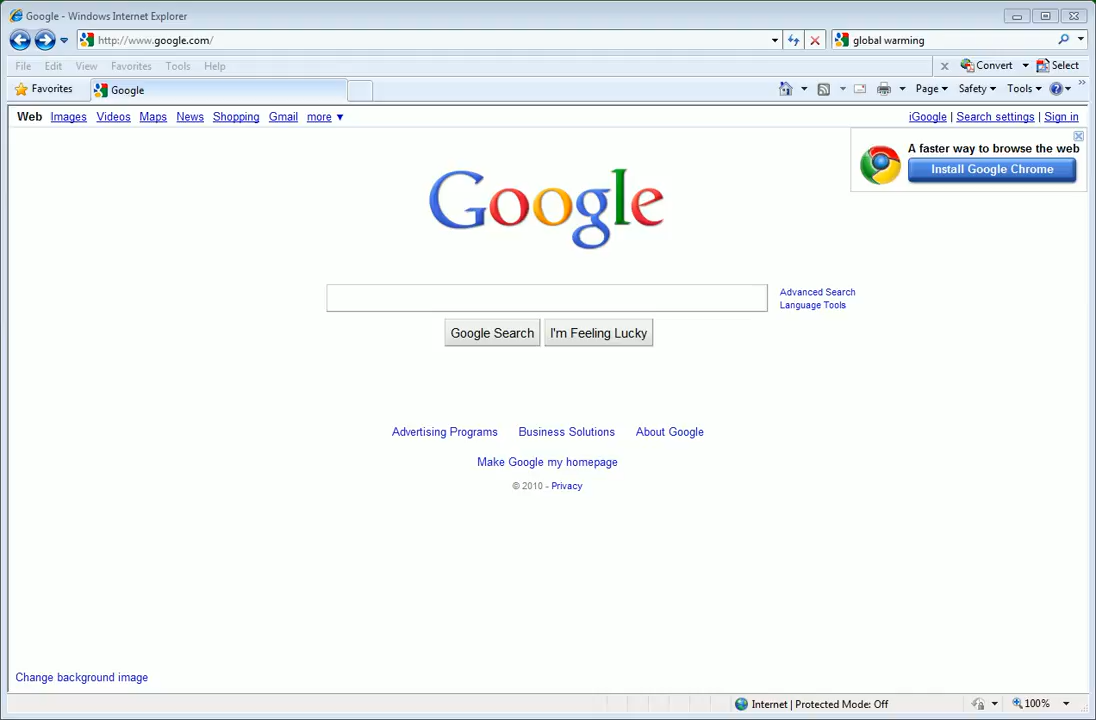 Google - Windows Internet Explorer
http://www.google.com/
global warming
File Edit View Favorites Tools Help
Convert Select
Favorites
Google
Page Safety Tools
Web Images Videos Maps News Shopping Gmail more
iGoogle | Search settings | Sign in
A faster way to browse the web
Install Google Chrome
Google
Advanced Search
Language Tools
Google Search I'm Feeling Lucky
Advertising Programs Business Solutions About Google
Make Google my homepage
© 2010 - Privacy
Change background image
Internet | Protected Mode: Off
100%